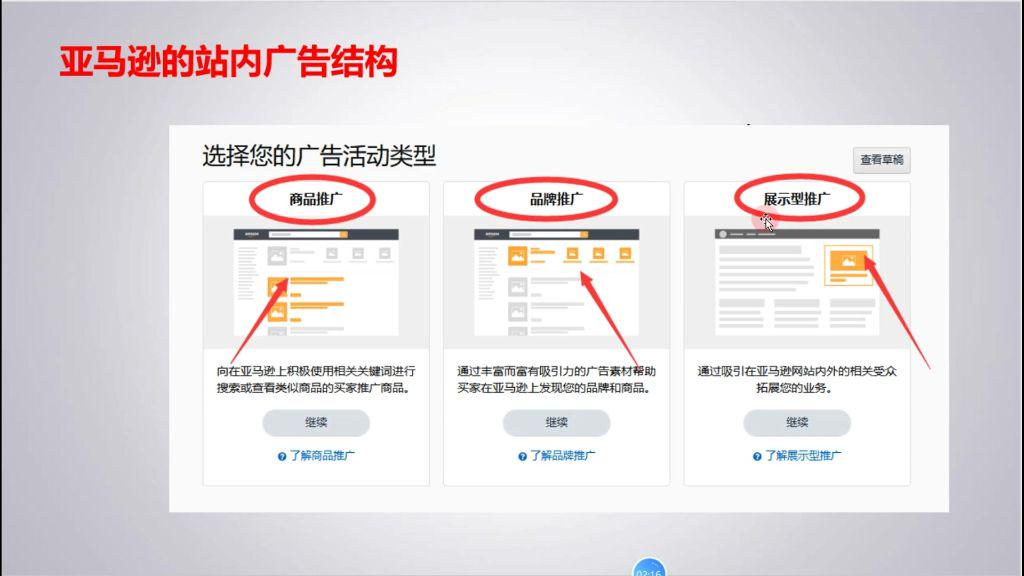 亚马逊的站内广告结构
选择您的广告活动类型
查看草稿
商品推广
amazon
向在亚马逊上积极使用相关关键词进行
搜索或查看类似商品的买家推广商品。
继续
了解商品推广
品牌推广
amazon
通过丰富而富有吸引力的广告素材帮助
买家在亚马逊上发现您的品牌和商品。
继续
了解品牌推广
展示型推广
通过吸引在亚马逊网站内外的相关受众
拓展您的业务。
继续
了解展示型推广
02:16